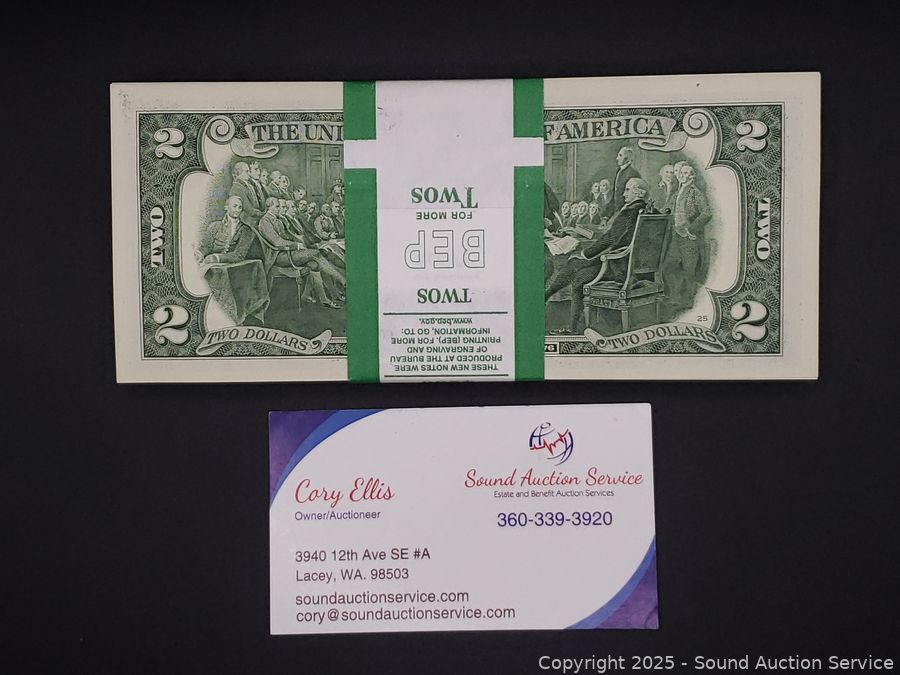 2 THE UNI F AMERICA 2
TWO TWO
2 TWO DOLLARS 76 25 TWO DOLLARS 2
THESE NEW NOTES WERE
PRODUCED AT THE BUREAU
OF ENGRAVING AND
PRINTING (BEP). FOR MORE
INFORMATION, GO TO:
www.bep.gov.
TWOS
BEP
FOR MORE
TWOS
Sound Auction Service
Estate and Benefit Auction Services
360-339-3920
Cory Ellis
Owner/Auctioneer
3940 12th Ave SE #A
Lacey, WA. 98503
soundauctionservice.com
cory@soundauctionservice.com
Copyright 2025 - Sound Auction Service